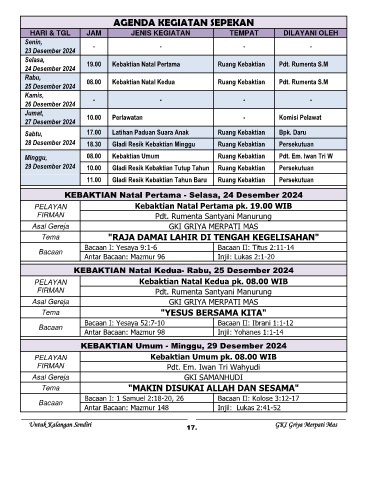 AGENDA KEGIATAN SEPEKAN
HARI & TGL JAM JENIS KEGIATAN TEMPAT DILAYANI OLEH
Senin,
23 Desember 2024 - - - -
Selasa,
24 Desember 2024 19.00 Kebaktian Natal Pertama Ruang Kebaktian Pdt. Rumenta S.M
Rabu,
25 Desember 2024 08.00 Kebaktian Natal Kedua Ruang Kebaktian Pdt. Rumenta S.M
Kamis,
26 Desember 2024 - - - -
Jumat,
27 Desember 2024 10.00 Perlawatan - Komisi Pelawat
Sabtu,
28 Desember 2024
17.00 Latihan Paduan Suara Anak Ruang Kebaktian Bpk. Daru
18.30 Gladi Resik Kebaktian Minggu Ruang Kebaktian Persekutuan
Minggu,
29 Desember 2024
08.00 Kebaktian Umum Ruang Kebaktian Pdt. Em. Iwan Tri W
10.00 Gladi Resik Kebaktian Tutup Tahun Ruang Kebaktian Persekutuan
11.00 Gladi Resik Kebaktian Tahun Baru Ruang Kebaktian Persekutuan
KEBAKTIAN Natal Pertama - Selasa, 24 Desember 2024
PELAYAN FIRMAN
Kebaktian Natal Pertama pk. 19.00 WIB
Pdt. Rumenta Santyani Manurung
Asal Gereja GKI GRIYA MERPATI MAS
Tema "RAJA DAMAI LAHIR DI TENGAH KEGELISAHAN"
Bacaan
Bacaan I: Yesaya 9:1-6 Bacaan II: Titus 2:11-14
Antar Bacaan: Mazmur 96 Injil: Lukas 2:1-20
KEBAKTIAN Natal Kedua- Rabu, 25 Desember 2024
PELAYAN FIRMAN
Kebaktian Natal Kedua pk. 08.00 WIB
Pdt. Rumenta Santyani Manurung
Asal Gereja GKI GRIYA MERPATI MAS
Tema "YESUS BERSAMA KITA"
Bacaan
Bacaan I: Yesaya 52:7-10 Bacaan II: Ibrani 1:1-12
Antar Bacaan: Mazmur 98 Injil: Yohanes 1:1-14
KEBAKTIAN Umum - Minggu, 29 Desember 2024
PELAYAN FIRMAN
Kebaktian Umum pk. 08.00 WIB
Pdt. Em. Iwan Tri Wahyudi
Asal Gereja GKI SAMANHUDI
Tema "MAKIN DISUKAI ALLAH DAN SESAMA"
Bacaan
Bacaan I: 1 Samuel 2:18-20, 26 Bacaan II: Kolose 3:12-17
Antar Bacaan: Mazmur 148 Injil: Lukas 2:41-52
Untuk Kalangan Sendiri 17. GKI Griya Merpati Mas